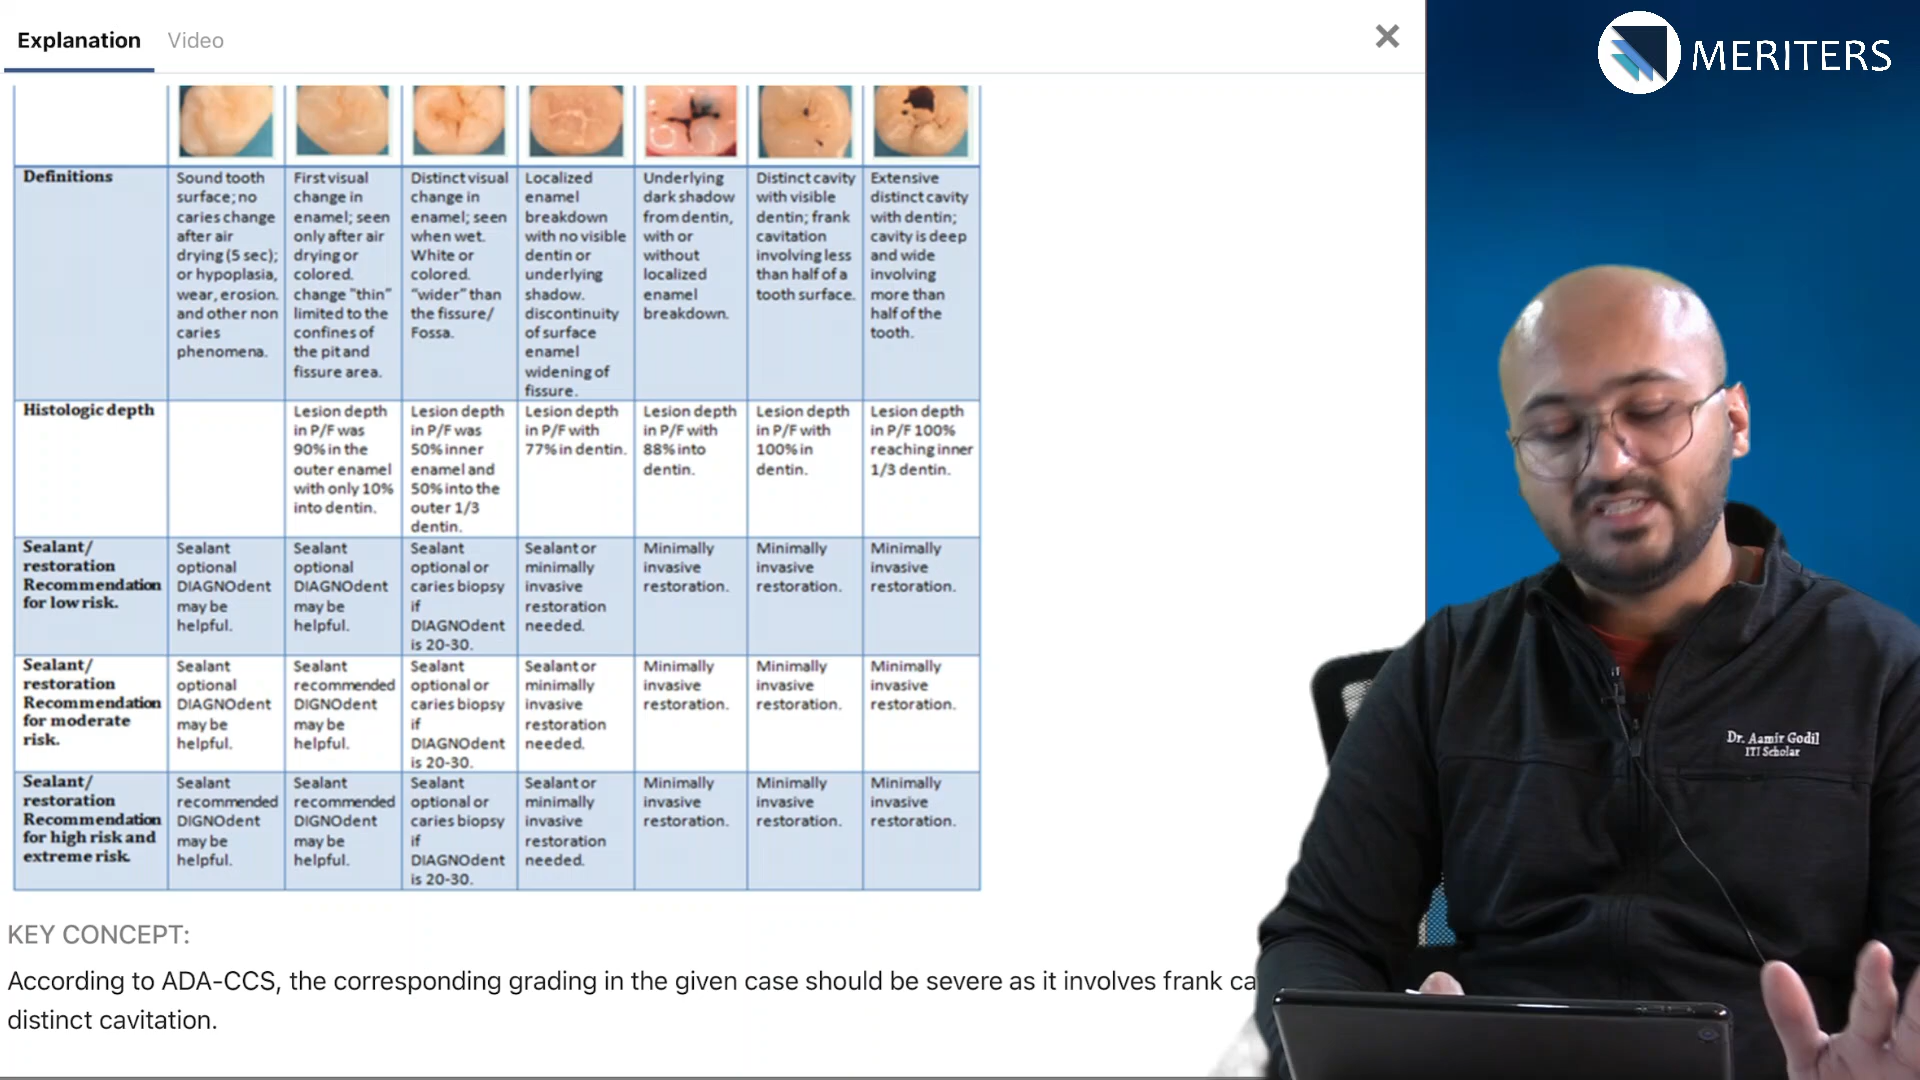 Explanation
Video
MERITERS
Definitions
Sound tooth
surface; no
caries change
after air
drying (5 sec);
or hypoplasia,
wear, erosion.
and other non
caries
phenomena.
First visual
change in
enamel; seen
only after air
drying or
colored.
change "thin"
limited to the
confines of
the pit and
fissure area.
Distinct visual
change in
enamel; seen
when wet.
White or
colored.
"wider" than
the fissure/
Fossa.
Localized
enamel
breakdown
with no visible
dentin or
underlying
shadow.
discontinuity
of surface
enamel
widening of
fissure.
Underlying
dark shadow
from dentin,
with or
without
localized
enamel
breakdown.
Distinct cavity
with visible
dentin; frank
cavitation
involving less
than half of a
tooth surface.
Extensive
distinct cavity
with dentin;
cavity is deep
and wide
involving
more than
half of the
tooth.
Histologic depth
Lesion depth
in P/F was
90% in the
outer enamel
with only 10%
into dentin.
Lesion depth
in P/F was
50% inner
enamel and
50% into the
outer 1/3
dentin.
Lesion depth
in P/F with
77% in dentin.
Lesion depth
in P/F with
88% into
dentin.
Lesion depth
in P/F with
100% in
dentin.
Lesion depth
in P/F 100%
reaching inner
1/3 dentin.
Sealant/
restoration
Recommendation
for low risk.
Sealant
optional
DIAGNOdent
may be
helpful.
Sealant
optional
DIAGNOdent
may be
helpful.
Sealant
optional or
caries biopsy
if
DIAGNOdent
is 20-30.
Sealant or
minimally
invasive
restoration
needed.
Minimally
invasive
restoration.
Minimally
invasive
restoration.
Minimally
invasive
restoration.
Sealant/
restoration
Recommendation
for moderate
risk.
Sealant
optional
DIAGNOdent
may be
helpful.
Sealant
recommended
DIGNOdent
may be
helpful.
Sealant
optional or
caries biopsy
if
DIAGNOdent
is 20-30.
Sealant or
minimally
invasive
restoration
needed.
Minimally
invasive
restoration.
Minimally
invasive
restoration.
Minimally
invasive
restoration.
Sealant/
restoration
Recommendation
for high risk and
extreme risk.
Sealant
recommended
DIGNOdent
may be
helpful.
Sealant
recommended
DIGNOdent
may be
helpful.
Sealant
optional or
caries biopsy
if
DIAGNOdent
is 20-30.
Sealant or
minimally
invasive
restoration
needed.
Minimally
invasive
restoration.
Minimally
invasive
restoration.
Minimally
invasive
restoration.
Dr. Aamir Godil
ITI Scholar
KEY CONCEPT:
According to ADA-CCS, the corresponding grading in the given case should be severe as it involves frank ca
distinct cavitation.